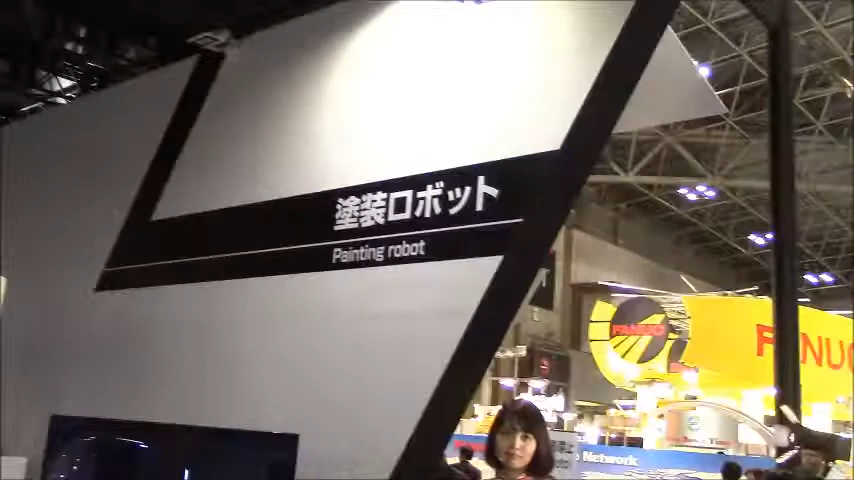 塗装ロボット
Painting robot
FANUC
FANUC
Network